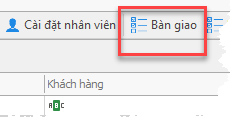 Cài đặt nhân viên Bàn giao
Khách hàng
ABC